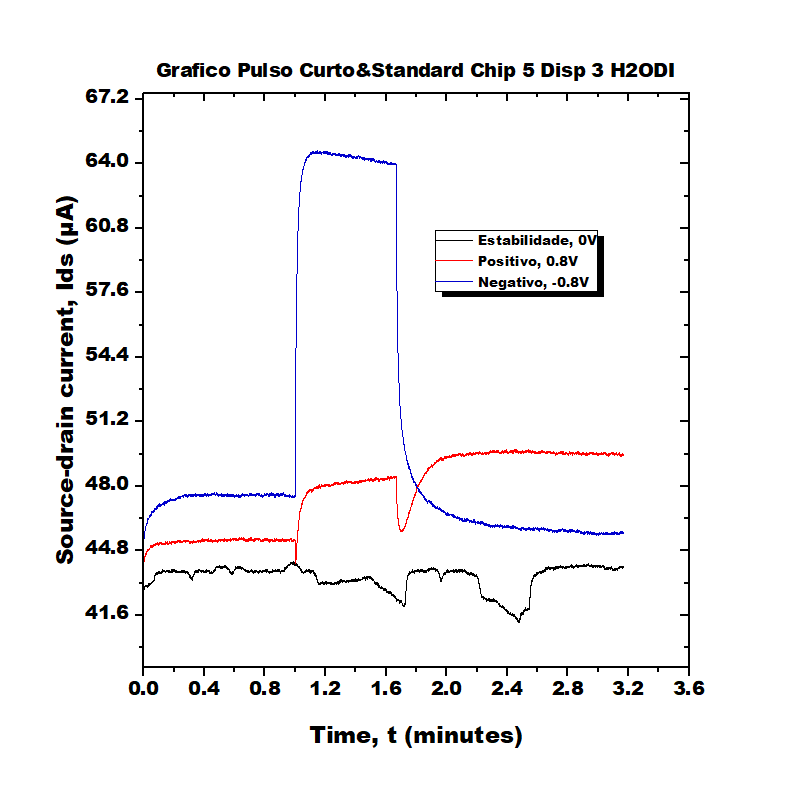 Grafico Pulso Curto&Standard Chip 5 Disp 3 H2ODI
67.2
64.0
60.8
57.6
54.4
51.2
48.0
44.8
41.6
Source-drain current, Ids (µA)
Estabilidade, 0V
Positivo, 0.8V
Negativo, -0.8V
0.0 0.4 0.8 1.2 1.6 2.0 2.4 2.8 3.2 3.6
Time, t (minutes)